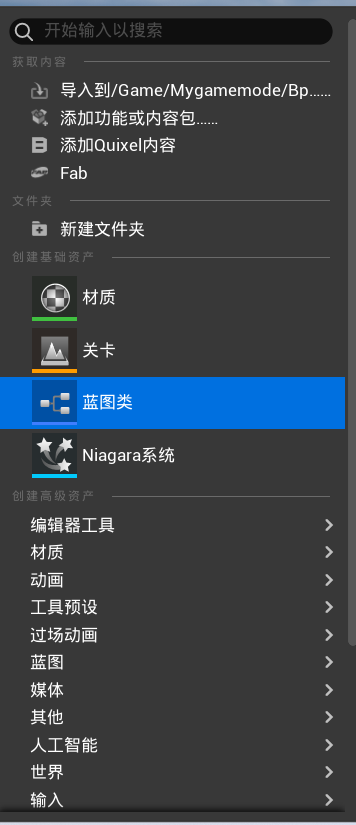 开始输入以搜索
获取内容
导入到/Game/Mygamemode/Bp......
添加功能或内容包......
添加Quixel内容
Fab
文件夹
新建文件夹
创建基础资产
材质
关卡
蓝图类
Niagara系统
创建高级资产
编辑器工具
材质
动画
工具预设
过场动画
蓝图
媒体
其他
人工智能
世界
输入